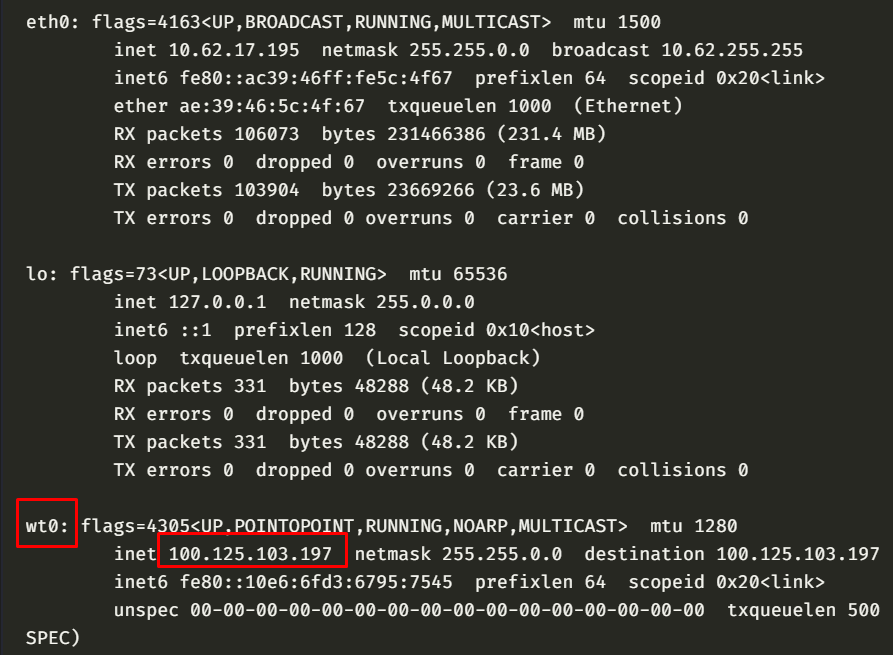 eth0: flags=4163<UP,BROADCAST,RUNNING,MULTICAST>  mtu 1500
        inet 10.62.17.195  netmask 255.255.0.0  broadcast 10.62.255.255
        inet6 fe80::ac39:46ff:fe5c:4f67  prefixlen 64  scopeid 0x20<link>
        ether ae:39:46:5c:4f:67  txqueuelen 1000  (Ethernet)
        RX packets 106073  bytes 231466386 (231.4 MB)
        RX errors 0  dropped 0  overruns 0  frame 0
        TX packets 103904  bytes 23669266 (23.6 MB)
        TX errors 0  dropped 0 overruns 0  carrier 0  collisions 0

lo: flags=73<UP,LOOPBACK,RUNNING>  mtu 65536
        inet 127.0.0.1  netmask 255.0.0.0
        inet6 ::1  prefixlen 128  scopeid 0x10<host>
        loop  txqueuelen 1000  (Local Loopback)
        RX packets 331  bytes 48288 (48.2 KB)
        RX errors 0  dropped 0  overruns 0  frame 0
        TX packets 331  bytes 48288 (48.2 KB)
        TX errors 0  dropped 0 overruns 0  carrier 0  collisions 0

wt0: flags=4305<UP,POINTOPOINT,RUNNING,NOARP,MULTICAST>  mtu 1280
        inet 100.125.103.197  netmask 255.255.0.0  destination 100.125.103.197
        inet6 fe80::10e6:6fd3:6795:7545  prefixlen 64  scopeid 0x20<link>
        unspec 00-00-00-00-00-00-00-00-00-00-00-00-00-00-00-00  txqueuelen 500
SPEC)